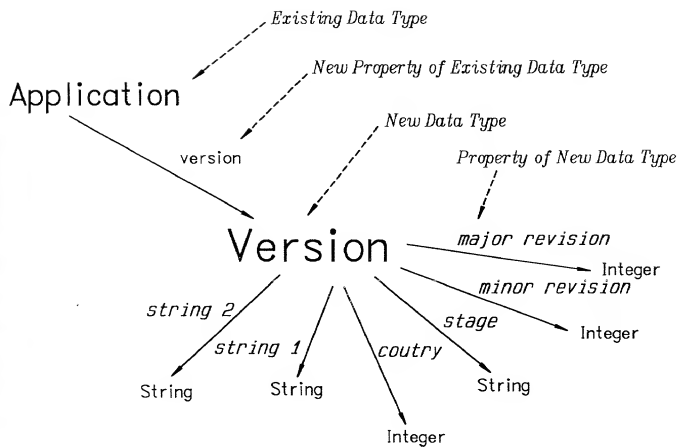 Existing Data Type
New Property of Existing Data Type
Application
New Data Type
version
Property of New Data Type
Version
major revision
Integer
minor revision
string 2
stage
Integer
string 1
coutry
String
String
String
Integer